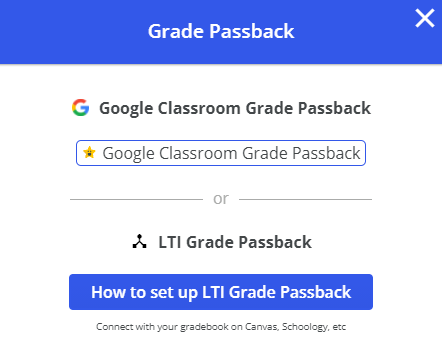 Grade Passback
Google Classroom Grade Passback
Google Classroom Grade Passback
or
LTI Grade Passback
How to set up LTI Grade Passback
Connect with your gradebook on Canvas, Schoology, etc